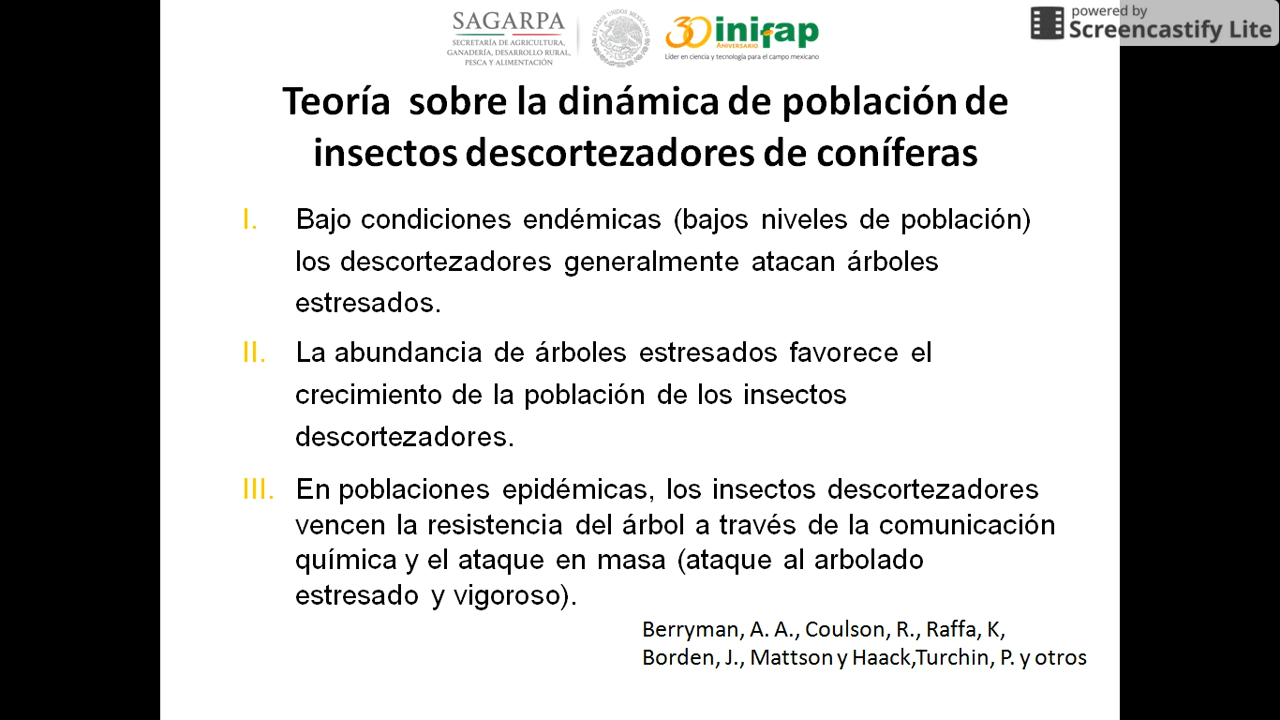 SAGARPA
SECRETARÍA DE AGRICULTURA,
GANADERÍA, DESARROLLO RURAL,
PESCA Y ALIMENTACIÓN
ESTADOS UNIDOS MEXICANOS
30 inifap
ANIVERSARIO
Líder en ciencia y tecnología para el campo mexicano
powered by
Screencastify Lite
Teoría sobre la dinámica de población de
insectos descortezadores de coníferas
I. Bajo condiciones endémicas (bajos niveles de población)
los descortezadores generalmente atacan árboles
estresados.
II. La abundancia de árboles estresados favorece el
crecimiento de la población de los insectos
descortezadores.
III. En poblaciones epidémicas, los insectos descortezadores
vencen la resistencia del árbol a través de la comunicación
química y el ataque en masa (ataque al arbolado
estresado y vigoroso).
Berryman, A. A., Coulson, R., Raffa, K,
Borden, J., Mattson y Haack,Turchin, P. y otros